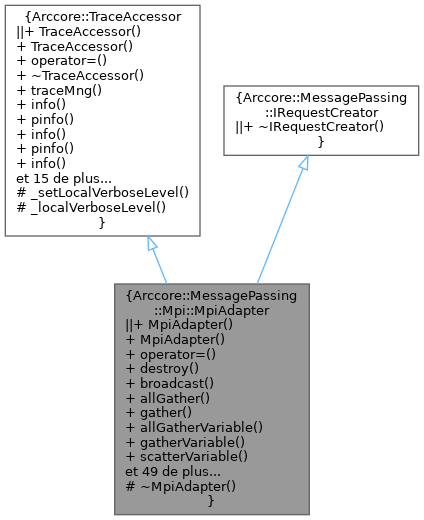 {Arccore::TraceAccessor
||+ TraceAccessor()
+ TraceAccessor()
+ operator=()
+ ~TraceAccessor()
+ traceMng()
+ info()
+ pinfo()
+ info()
+ pinfo()
+ info()
et 15 de plus...
# _setLocalVerboseLevel()
# _localVerboseLevel()
}
{Arccore::MessagePassing
::IRequestCreator
||+ ~IRequestCreator()
}
{Arccore::MessagePassing
::Mpi::MpiAdapter
||+ MpiAdapter()
+ MpiAdapter()
+ operator=()
+ destroy()
+ broadcast()
+ allGather()
+ gather()
+ allGatherVariable()
+ gatherVariable()
+ scatterVariable()
et 49 de plus...
# ~MpiAdapter()
}